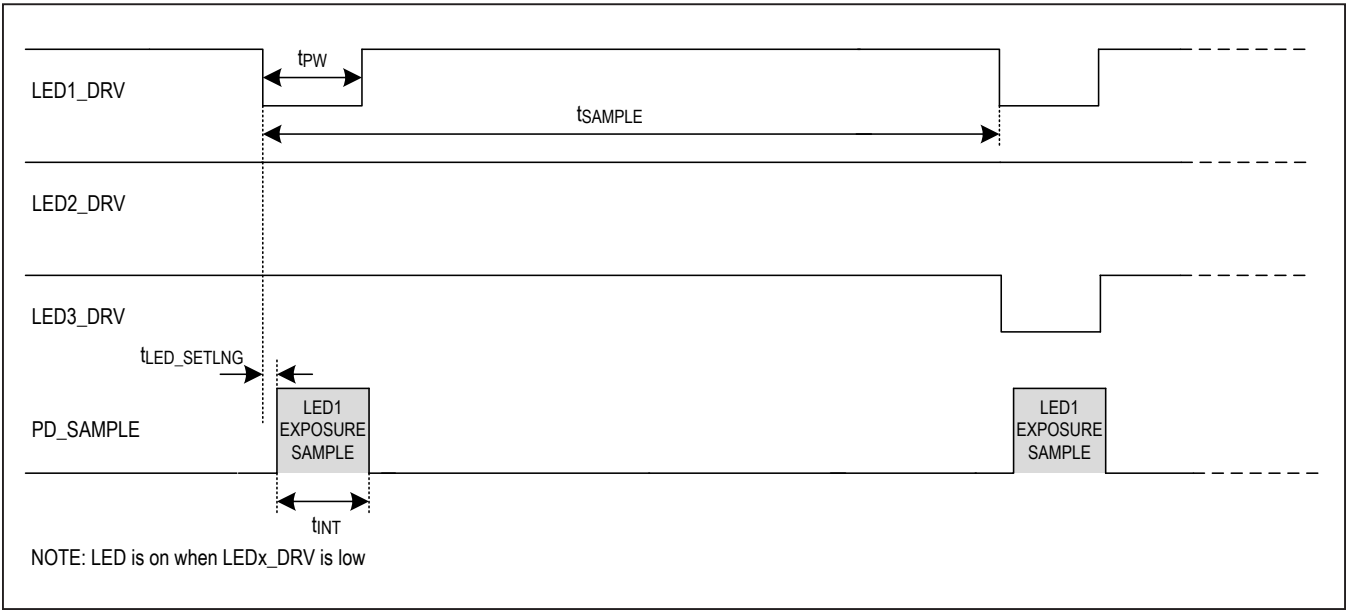 tPW
LED1_DRV
tSAMPLE
LED2_DRV
LED3_DRV
tLED_SETLNG
LED1
EXPOSURE
SAMPLE
LED1
EXPOSURE
SAMPLE
PD_SAMPLE
tINT
NOTE: LED is on when LEDx_DRV is low